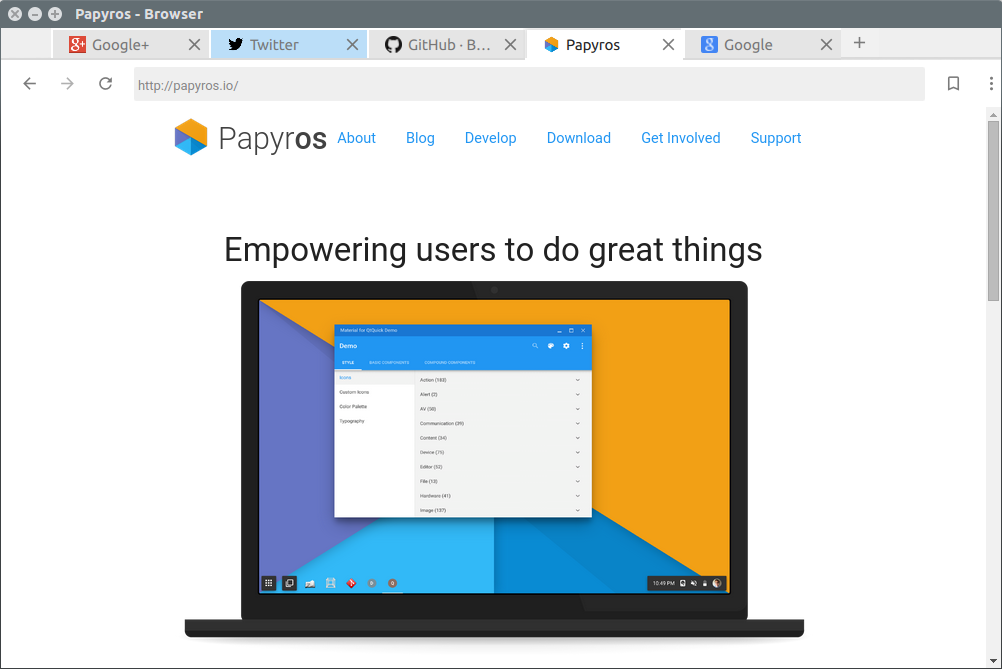 Papyros - Browser
Google+ Twitter GitHub · B... Papyros Google
http://papyros.io/
Papyros About Blog Develop Download Get Involved Support
Empowering users to do great things
Material for QtQuick Demo
Demo
STYLE BASIC COMPONENTS COMPOUND COMPONENTS
Icons
Custom Icons
Color Palette
Typography
Action (183)
Alert (2)
AV (50)
Communication (39)
Content (34)
Device (75)
Editor (52)
File (13)
Hardware (41)
Image (137)
10:49 PM